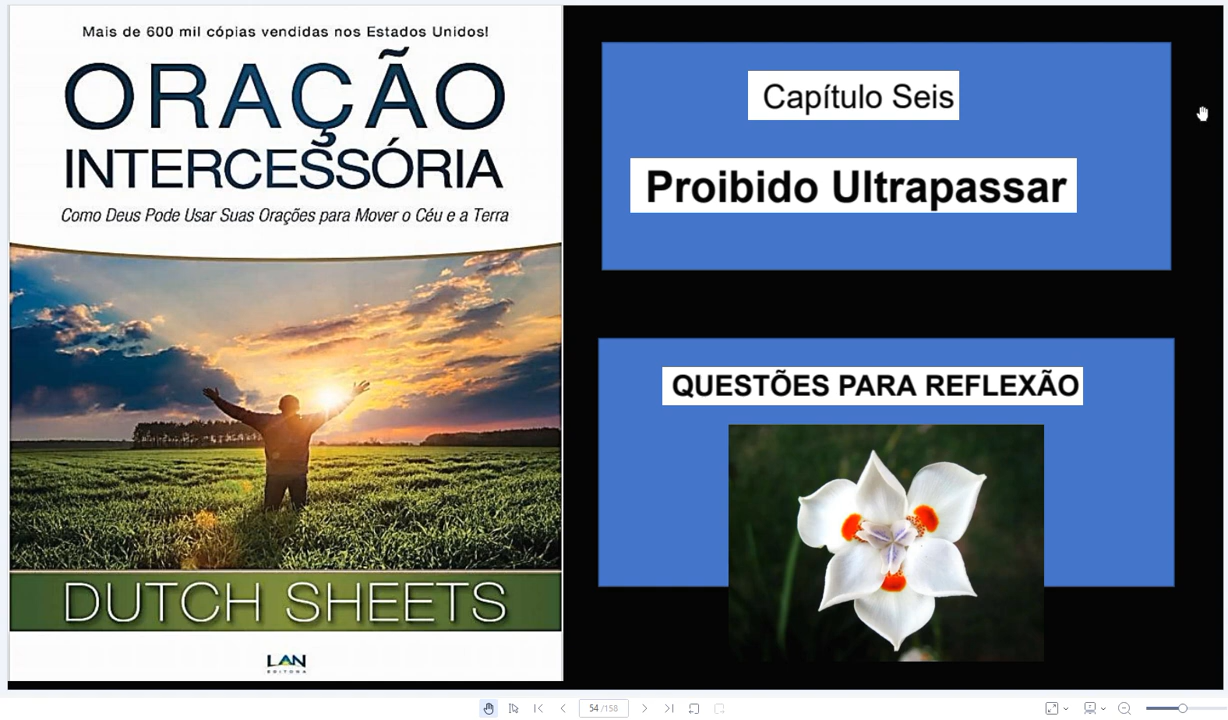 Mais de 600 mil cópias vendidas nos Estados Unidos!
ORAÇÃO
INTERCESSÓRIA
Como Deus Pode Usar Suas Orações para Mover o Céu e a Terra
DUTCH SHEETS
LAN
EDITORA
Capítulo Seis
Proibido Ultrapassar
QUESTÕES PARA REFLEXÃO
54 /158